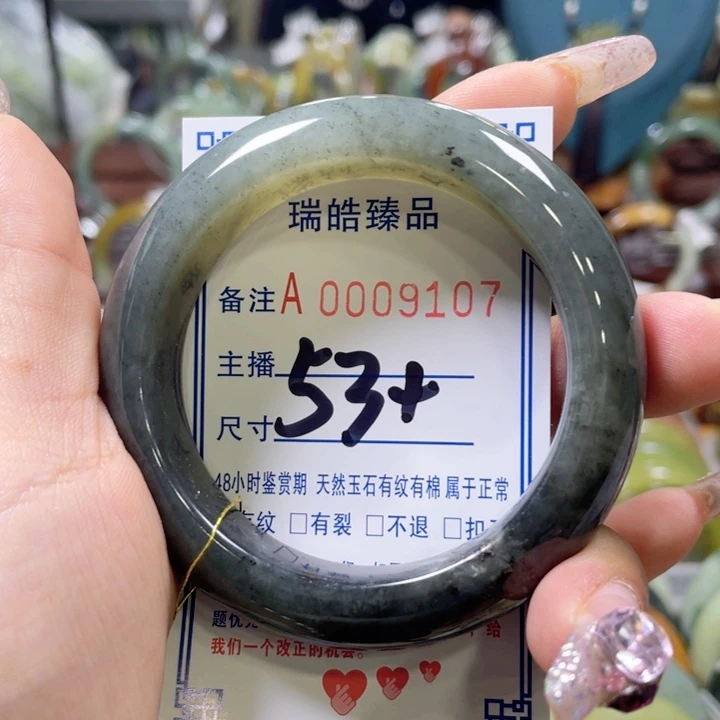 瑞皓臻品
备注 A 0009107
主播
尺寸 53+
48小时鉴赏期 天然玉石有纹有棉 属于正常
纹 □有裂 □不退 □扣
给
我们一个改正的机会。